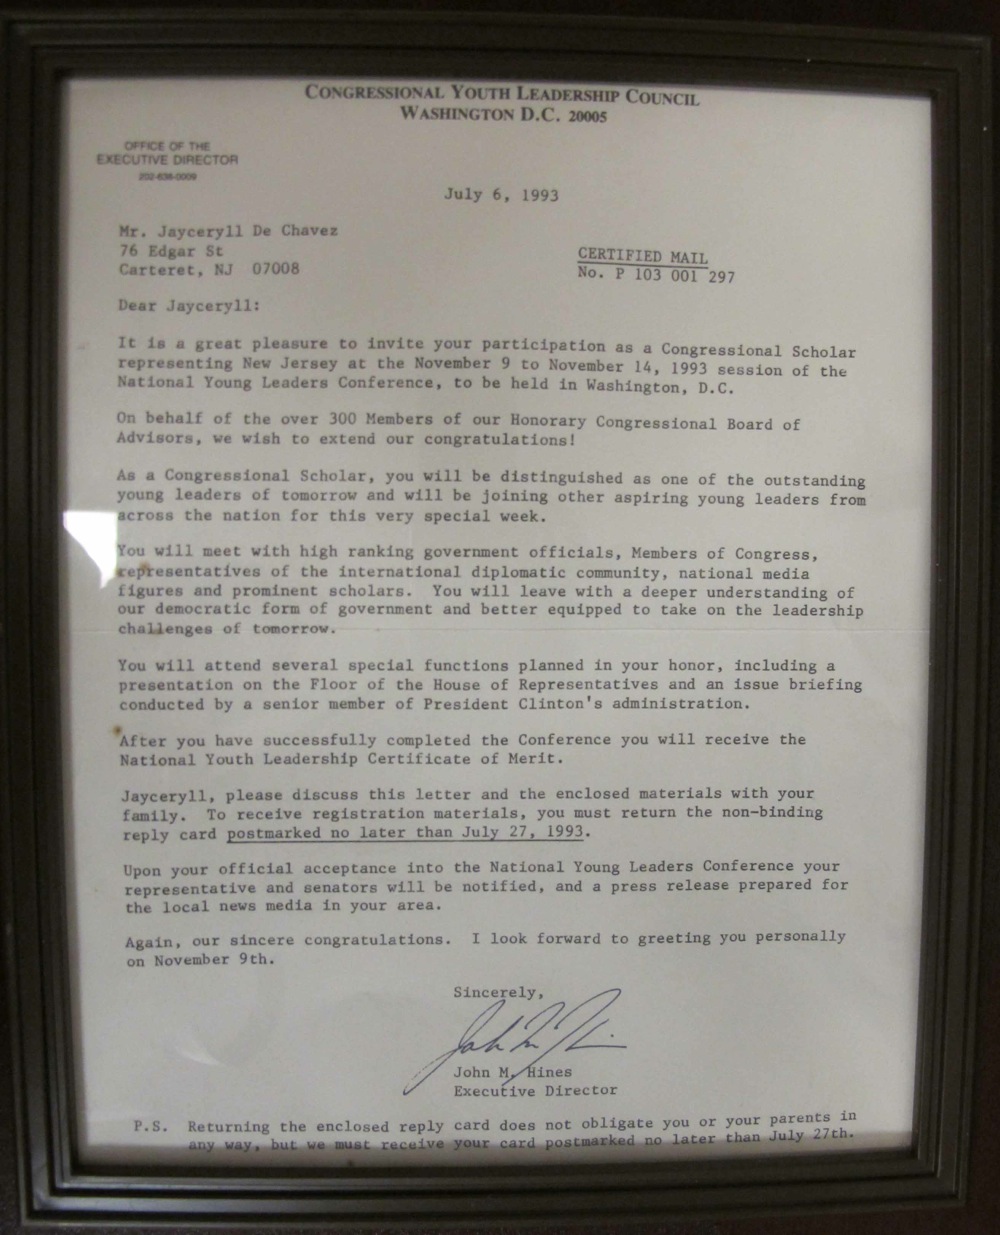 CONGRESSIONAL YOUTH LEADERSHIP COUNCIL
WASHINGTON D.C. 20005
OFFICE OF THE
EXECUTIVE DIRECTOR
202-638-0009
July 6, 1993
Mr. Jayceryll De Chavez
76 Edgar St
Carteret, NJ 07008
CERTIFIED MAIL
No. P 103 001 297
Dear Jayceryll:
It is a great pleasure to invite your participation as a Congressional Scholar
representing New Jersey at the November 9 to November 14, 1993 session of the
National Young Leaders Conference, to be held in Washington, D.C.
On behalf of the over 300 Members of our Honorary Congressional Board of
Advisors, we wish to extend our congratulations!
As a Congressional Scholar, you will be distinguished as one of the outstanding
young leaders of tomorrow and will be joining other aspiring young leaders from
across the nation for this very special week.
You will meet with high ranking government officials, Members of Congress,
representatives of the international diplomatic community, national media
figures and prominent scholars. You will leave with a deeper understanding of
our democratic form of government and better equipped to take on the leadership
challenges of tomorrow.
You will attend several special functions planned in your honor, including a
presentation on the Floor of the House of Representatives and an issue briefing
conducted by a senior member of President Clinton's administration.
After you have successfully completed the Conference you will receive the
National Youth Leadership Certificate of Merit.
Jayceryll, please discuss this letter and the enclosed materials with your
family. To receive registration materials, you must return the non-binding
reply card postmarked no later than July 27, 1993.
Upon your official acceptance into the National Young Leaders Conference your
representative and senators will be notified, and a press release prepared for
the local news media in your area.
Again, our sincere congratulations. I look forward to greeting you personally
on November 9th.
Sincerely,
John M. Hines
John M. Hines
Executive Director
P.S. Returning the enclosed reply card does not obligate you or your parents in
any way, but we must receive your card postmarked no later than July 27th.